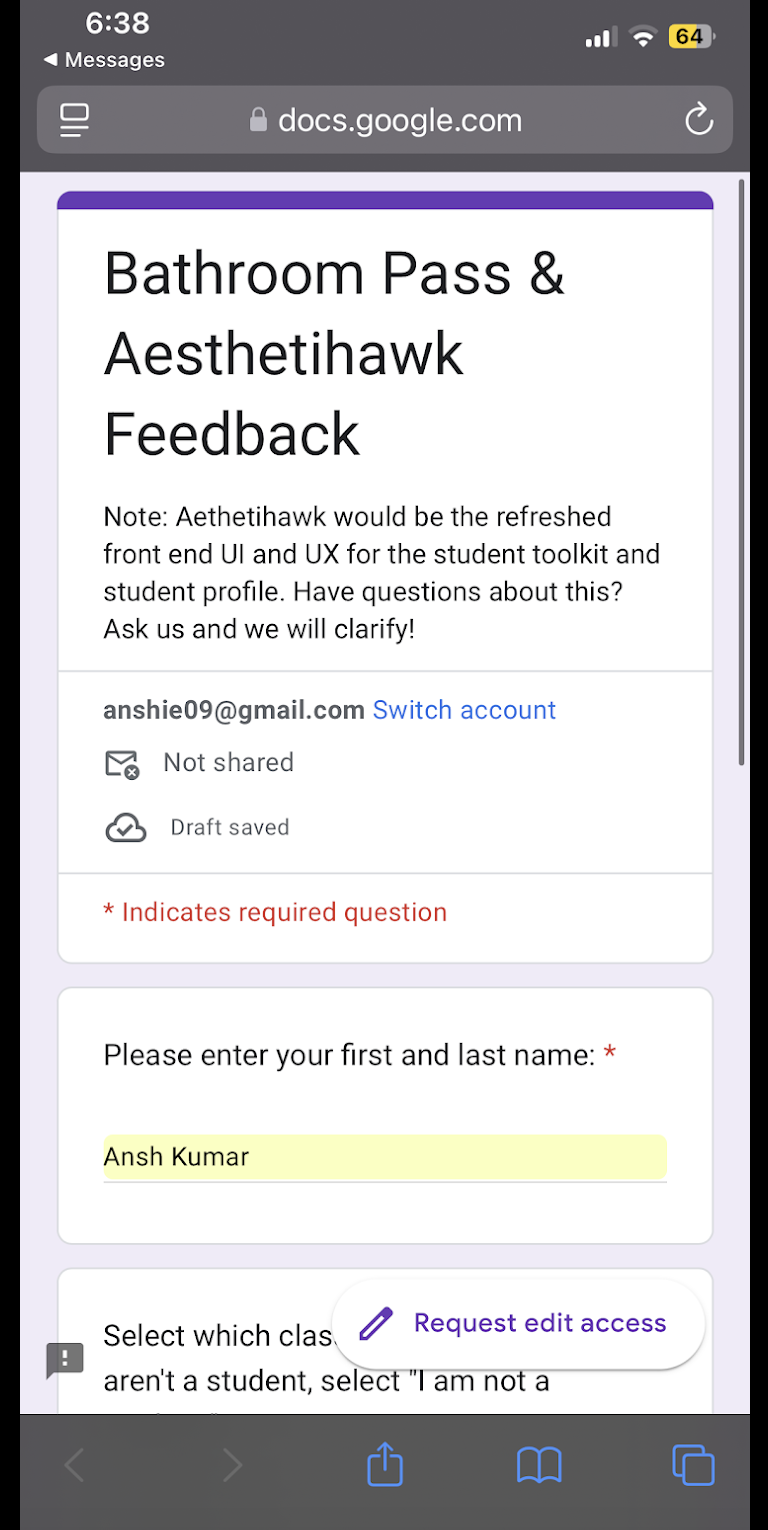 6:38
64
◀ Messages
docs.google.com
Bathroom Pass &
Aesthetihawk
Feedback
Note: Aethetihawk would be the refreshed
front end UI and UX for the student toolkit and
student profile. Have questions about this?
Ask us and we will clarify!
anshie09@gmail.com Switch account
Not shared
Draft saved
* Indicates required question
Please enter your first and last name: *
Ansh Kumar
Select which
Request edit access
aren't a student, select "I am not a